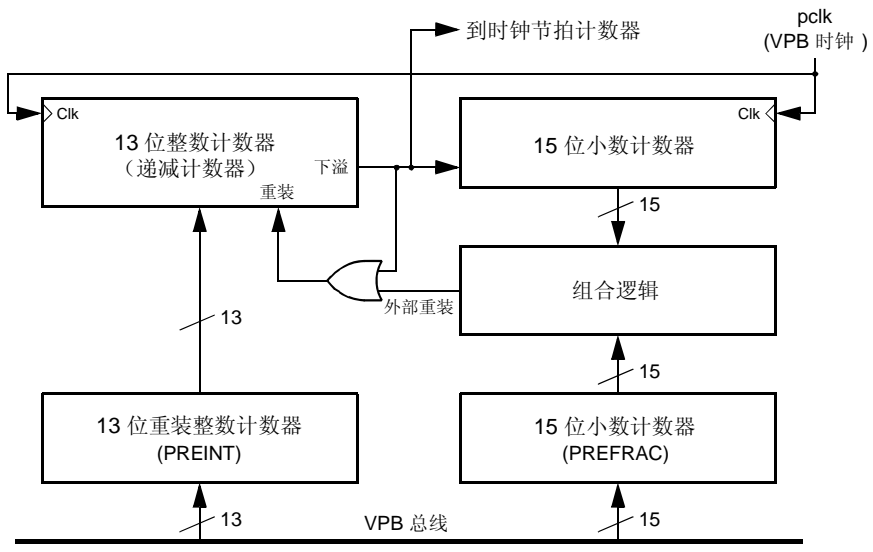 到时钟节拍计数器
pclk
(VPB 时钟 )
Clk
13 位整数计数器
（递减计数器）
下溢
重装
Clk
15 位小数计数器
15
组合逻辑
外部重装
13
15
13 位重装整数计数器
(PREINT)
15 位小数计数器
(PREFRAC)
13
VPB 总线
15